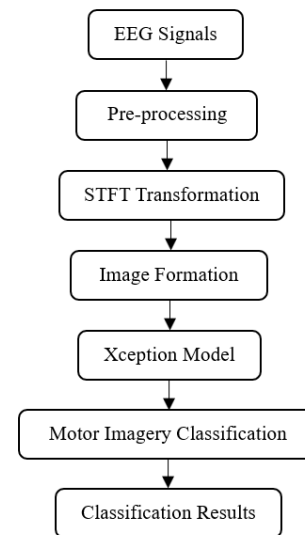 EEG Signals
Pre-processing
STFT Transformation
Image Formation
Xception Model
Motor Imagery Classification
Classification Results